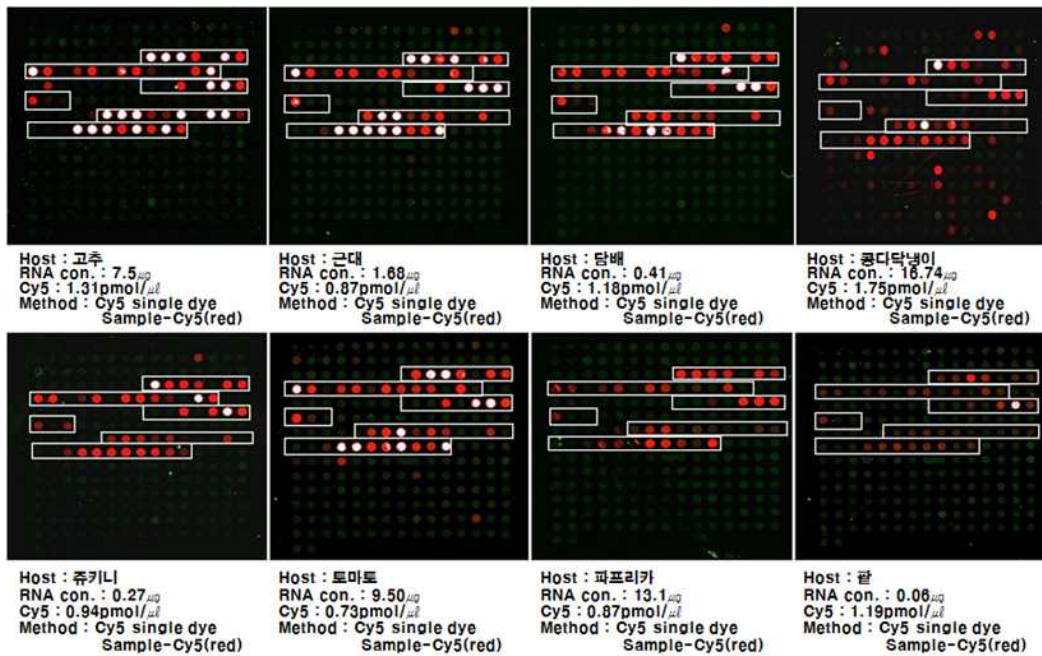 Host : 고추
RNA con. : 7.5㎍
Cy5 : 1.31pmol/㎕
Method : Cy5 single dye
Sample-Cy5(red)
Host : 근대
RNA con. : 1.68㎍
Cy5 : 0.87pmol/㎕
Method : Cy5 single dye
Sample-Cy5(red)
Host : 담배
RNA con. : 0.41㎍
Cy5 : 1.18pmol/㎕
Method : Cy5 single dye
Sample-Cy5(red)
Host : 콩다닥냉이
RNA con. : 16.74㎍
Cy5 : 1.75pmol/㎕
Method : Cy5 single dye
Sample-Cy5(red)
Host : 쥬키니
RNA con. : 0.27㎍
Cy5 : 0.94pmol/㎕
Method : Cy5 single dye
Sample-Cy5(red)
Host : 토마토
RNA con. : 9.50㎍
Cy5 : 0.73pmol/㎕
Method : Cy5 single dye
Sample-Cy5(red)
Host : 파프리카
RNA con. : 13.1㎍
Cy5 : 0.87pmol/㎕
Method : Cy5 single dye
Sample-Cy5(red)
Host : 팥
RNA con. : 0.06㎍
Cy5 : 1.19pmol/㎕
Method : Cy5 single dye
Sample-Cy5(red)